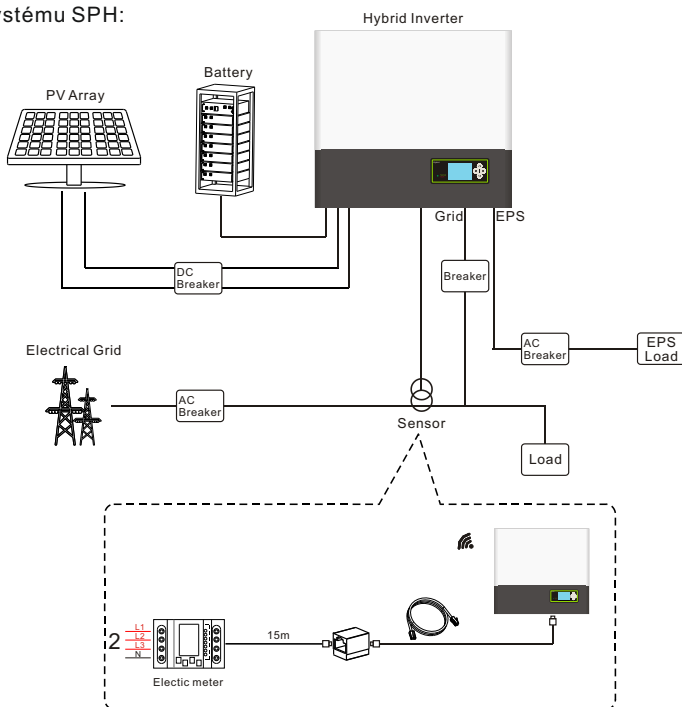 ystému SPH:
Hybrid Inverter
Battery
PV Array
Grid
EPS
DC
Breaker
Breaker
AC
Breaker
EPS
Load
Electrical Grid
AC
Breaker
Sensor
Load
2
L1
L2
L3
N
15m
Electic meter